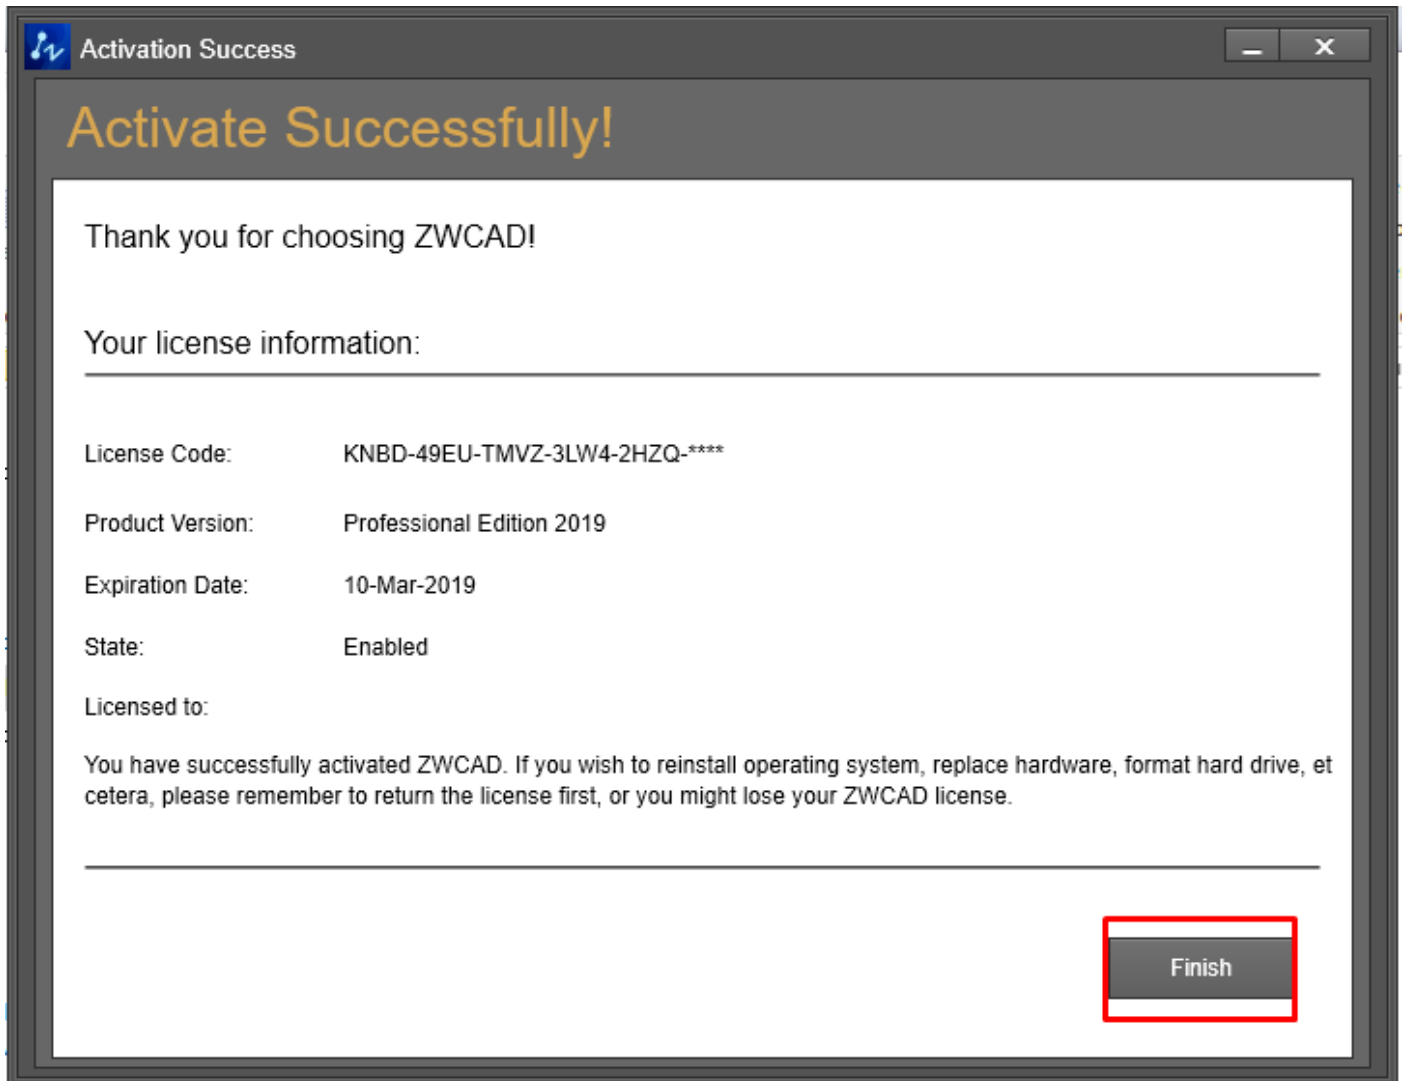 Activation Success
Activate Successfully!
Thank you for choosing ZWCAD!
Your license information:
License Code: KNBD-49EU-TMVZ-3LW4-2HZQ-****
Product Version: Professional Edition 2019
Expiration Date: 10-Mar-2019
State: Enabled
Licensed to:
You have successfully activated ZWCAD. If you wish to reinstall operating system, replace hardware, format hard drive, et
cetera, please remember to return the license first, or you might lose your ZWCAD license.
Finish